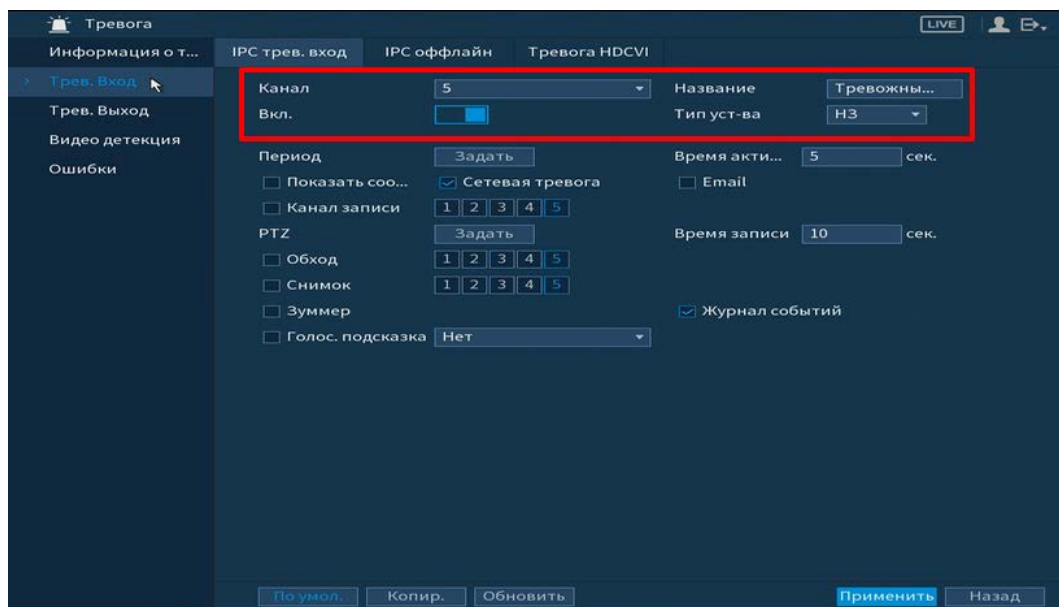 Тревога LIVE
Информация о т... IPC трев. вход IPC оффлайн Тревога HDCVI
Трев. Вход
Трев. Выход
Видео детекция
Ошибки
Канал 5 Название Тревожны...
Вкл. Тип уст-ва НЗ
Период Задать Время акти... 5 сек.
Показать соо... Сетевая тревога Email
Канал записи 1 2 3 4 5
PTZ Задать Время записи 10 сек.
Обход 1 2 3 4 5
Снимок 1 2 3 4 5
Зуммер Журнал событий
Голос. подсказка Нет
По умол.. Копир. Обновить Применить Назад